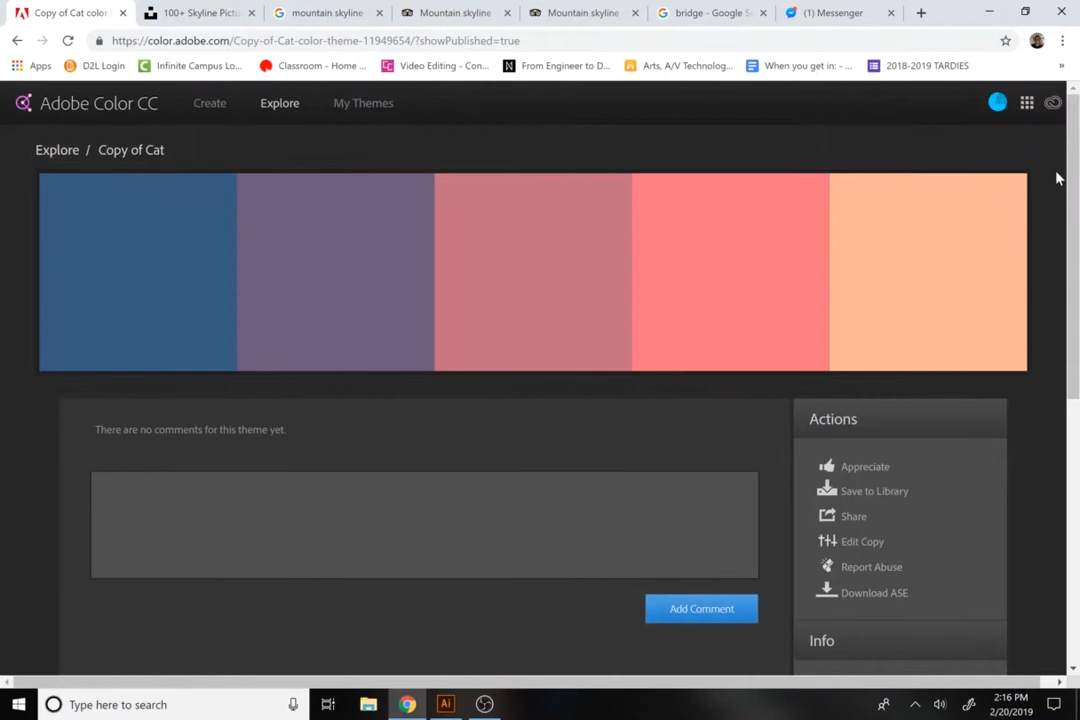 Copy of Cat color
100+ Skyline Pictu
mountain skyline
Mountain skyline
Mountain skyline
bridge - Google S
(1) Messenger
https://color.adobe.com/Copy-of-Cat-color-theme-11949654/?showPublished=true
Apps
D2L Login
Infinite Campus Lo...
Classroom - Home ...
Video Editing - Con...
From Engineer to D...
Arts, A/V Technolog...
When you get in: - ...
2018-2019 TARDIES
»
Adobe Color CC
Create
Explore
My Themes
Explore / Copy of Cat
There are no comments for this theme yet.
Add Comment
Actions
Appreciate
Save to Library
Share
Edit Copy
Report Abuse
Download ASE
Info
Type here to search
Ai
2:16 PM
2/20/2019